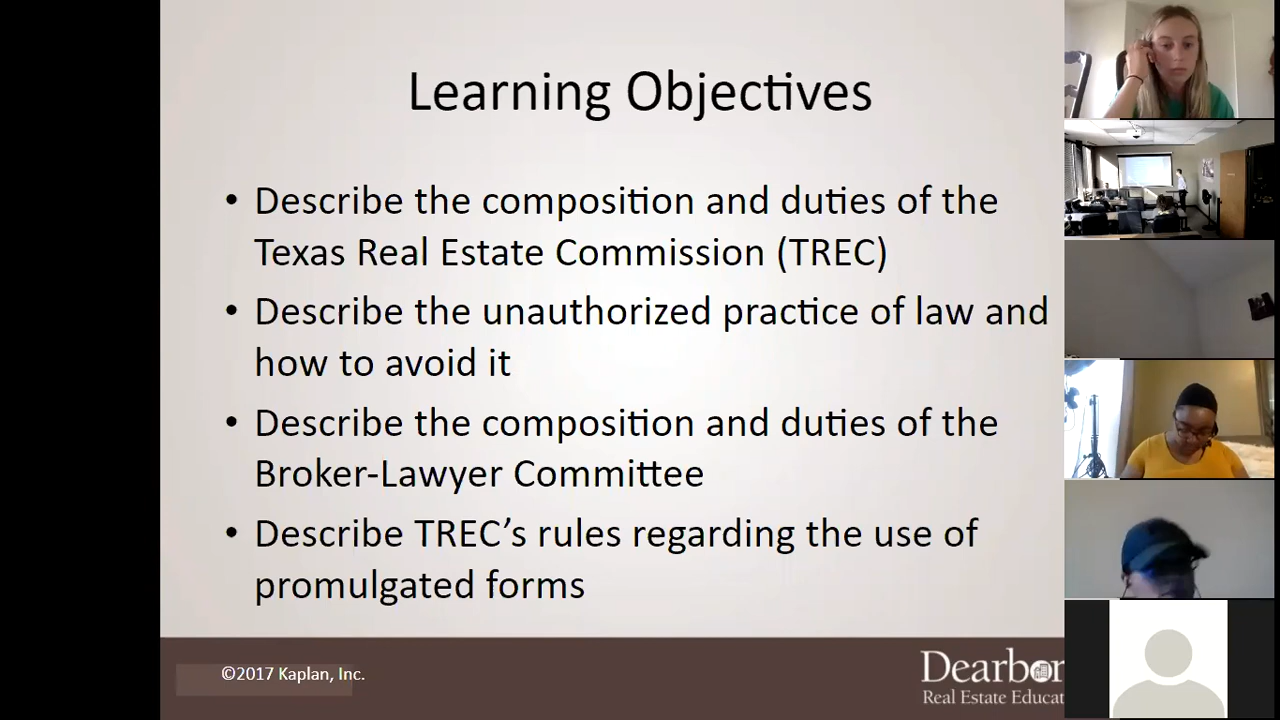 Learning Objectives
• Describe the composition and duties of the
Texas Real Estate Commission (TREC)
• Describe the unauthorized practice of law and
how to avoid it
• Describe the composition and duties of the
Broker-Lawyer Committee
• Describe TREC’s rules regarding the use of
promulgated forms
©2017 Kaplan, Inc.
Dearbor
Real Estate Educat